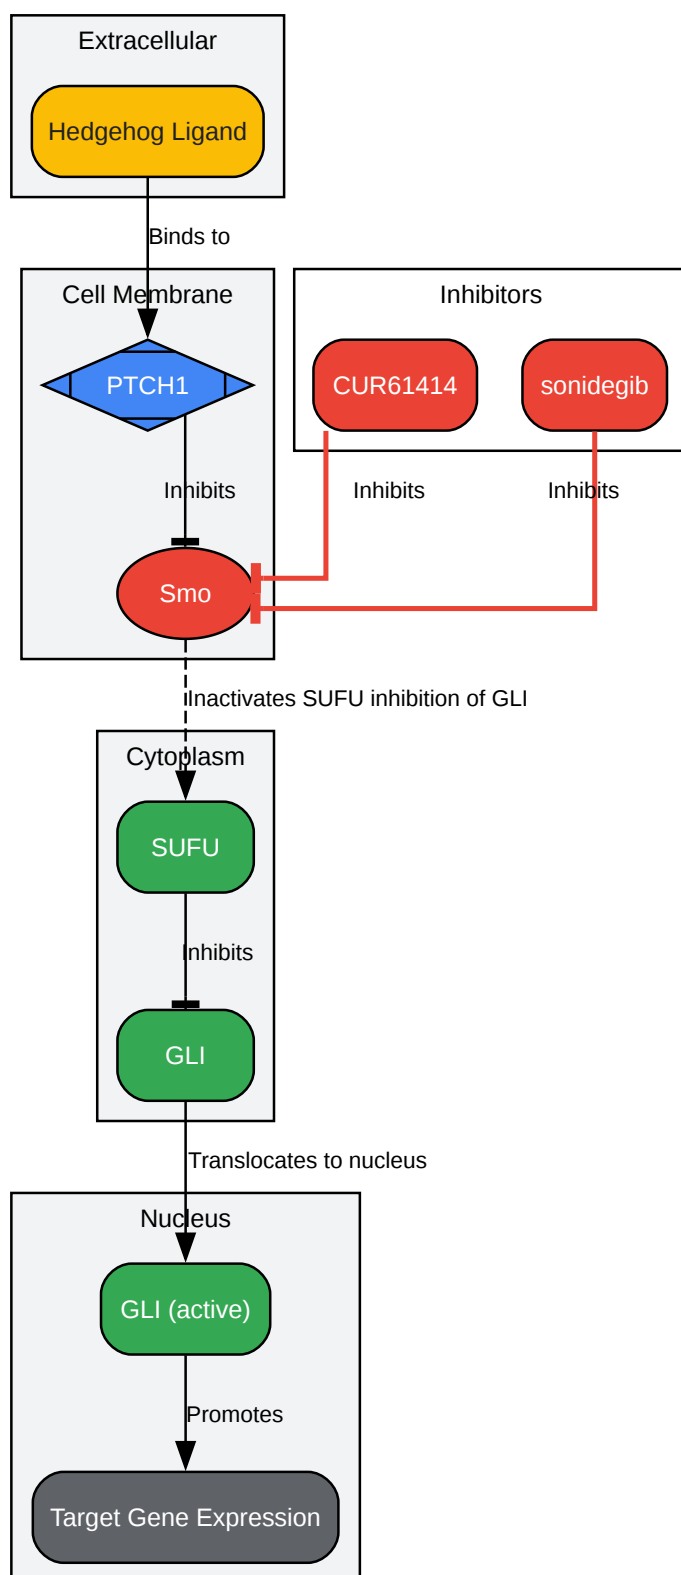 Extracellular
Hedgehog Ligand
Binds to
Cell Membrane
Inhibitors
PTCH1
CUR61414
sonidegib
Inhibits
Inhibits
Inhibits
Smo
Inactivates SUFU inhibition of GLI
Cytoplasm
SUFU
Inhibits
GLI
Translocates to nucleus
Nucleus
GLI (active)
Promotes
Target Gene Expression